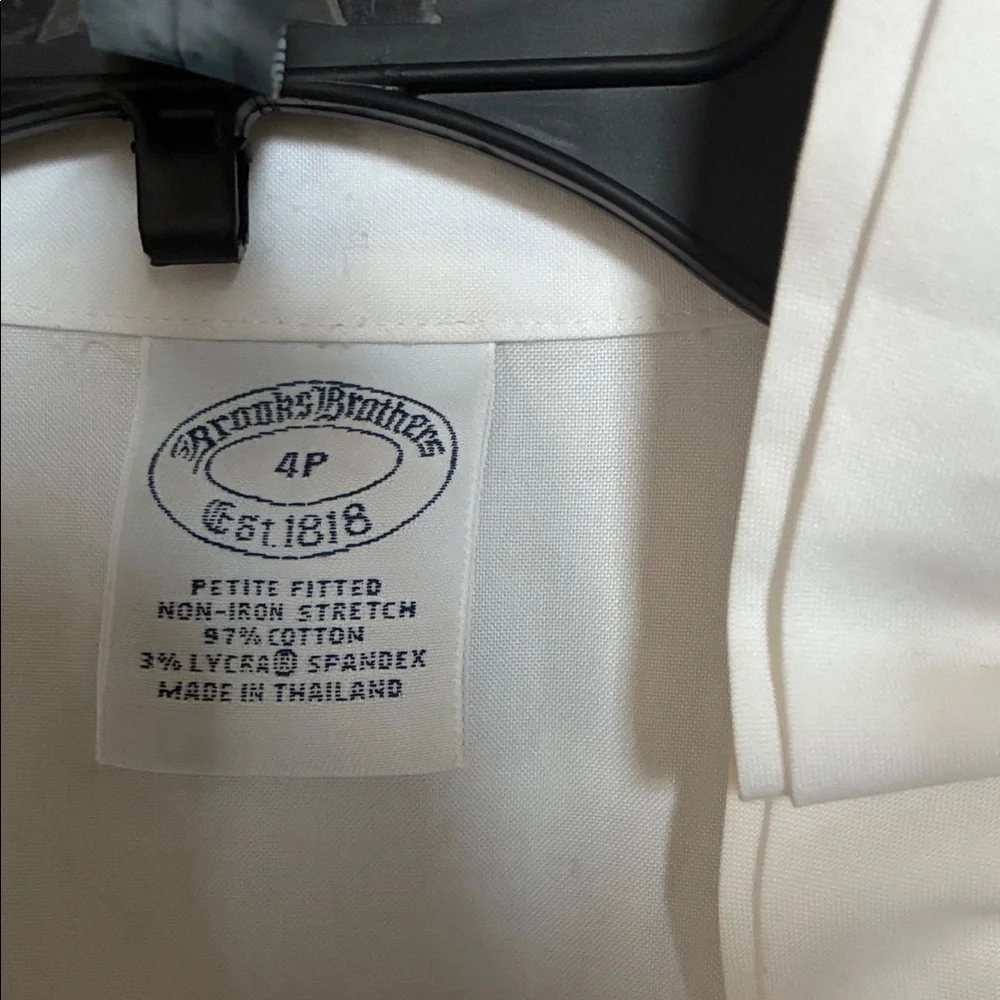 Brooks Brothers
4P
Est.1818
PETITE FITTED
NON-IRON STRETCH
97% COTTON
3% LYCRA® SPANDEX
MADE IN THAILAND